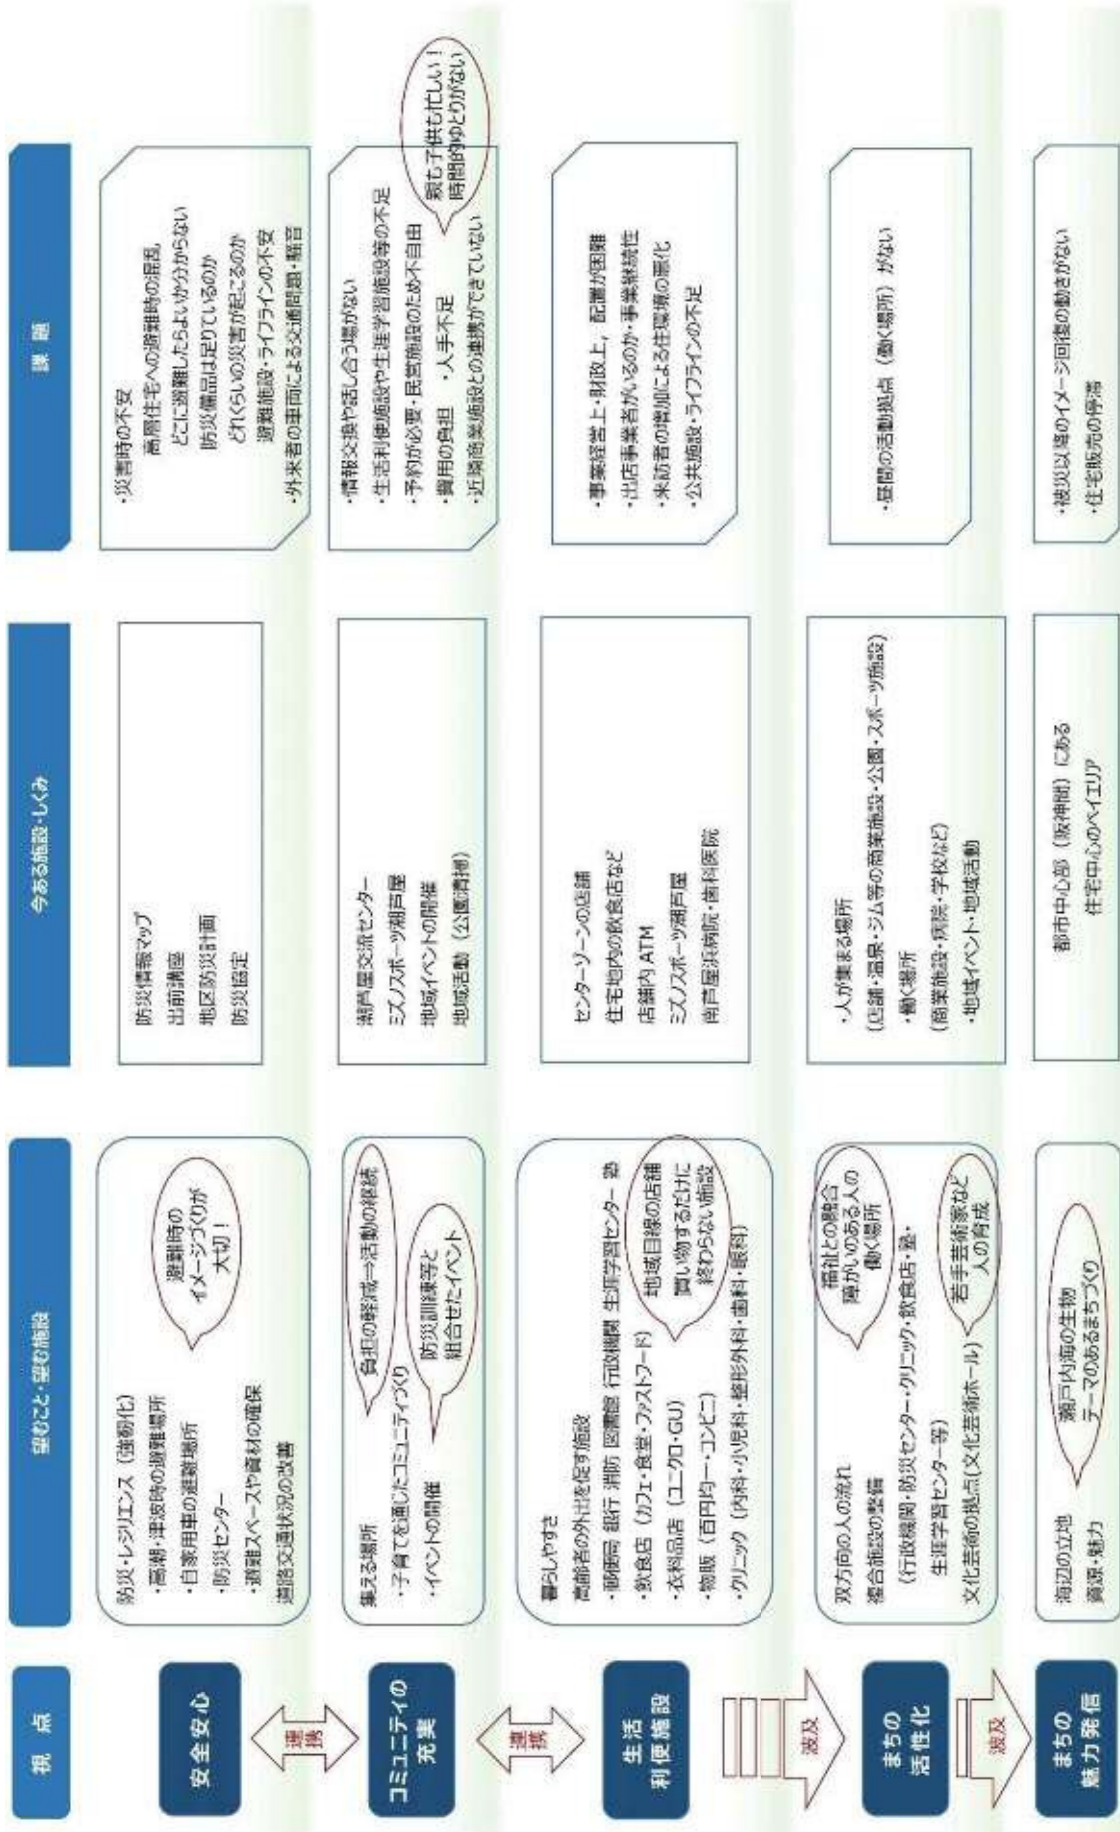 視 点
望むこと・望む施設
今ある施設・しくみ
課 題
安全安心
防災・レジリエンス（強靭化）
・高潮・津波時の避難場所
・自家用車の避難場所
・防災センター
・避難スペースや資材の確保
道路交通状況の改善
避難時の
イメージづくりが
大切！
防災情報マップ
出前講座
地区防災計画
防災協定
・災害時の不安
高層住宅への避難時の混乱,
どこに避難したらよいか分からない
防災備品は足りているのか
どれくらいの災害が起こるのか
避難施設・ライフラインの不安
・外来者の車両による交通問題・騒音
連携
コミュニティの
充実
集える場所
・子育てを通じたコミュニティづくり
・イベントの開催
負担の軽減⇒活動の継続
防災訓練等と
組合せたイベント
潮芦屋交流センター
ミズノスポーツ潮芦屋
地域イベントの開催
地域活動（公園清掃）
・情報交換や話し合う場がない
・生活利便施設や生涯学習施設等の不足
・予約が必要・民営施設のため不自由
・費用の負担 ・人手不足
・近隣商業施設との連携ができていない
親も子供も忙しい！
時間的ゆとりがない
連携
生活
利便施設
暮らしやすさ
高齢者の外出を促す施設
・郵便局 銀行 消防 図書館 行政機関 生涯学習センター 塾
・飲食店（カフェ・食堂・ファストフード）
・衣料品店（ユニクロ・GU）
・物販（百円均一・コンビニ）
・クリニック（内科・小児科・整形外科・歯科・眼科）
地域目線の店舗
買い物するだけに
終わらない施設
センターゾーンの店舗
住宅地内の飲食店など
店舗内 ATM
ミズノスポーツ潮芦屋
南芦屋浜病院・歯科医院
・事業経営上・財政上，配置が困難
・出店事業者がいるのか・事業継続性
・来訪者の増加による住環境の悪化
・公共施設・ライフラインの不足
波及
まちの
活性化
双方向の人の流れ
複合施設の整備
（行政機関・防災センター・クリニック・飲食店・塾・
生涯学習センター等）
文化芸術の拠点(文化芸術ホール)
福祉との融合
障がいのある人の
働く場所
若手芸術家など
人の育成
・人が集まる場所
(店舗・温泉・ジム等の商業施設・公園・スポーツ施設)
・働く場所
（商業施設・病院・学校など）
・地域イベント・地域活動
・昼間の活動拠点（働く場所）がない
波及
まちの
魅力発信
海辺の立地
資源・魅力
瀬戸内海の生物
テーマのあるまちづくり
都市中心部（阪神間）にある
住宅中心のベイエリア
・被災以降のイメージ回復の動きがない
・住宅販売の停滞